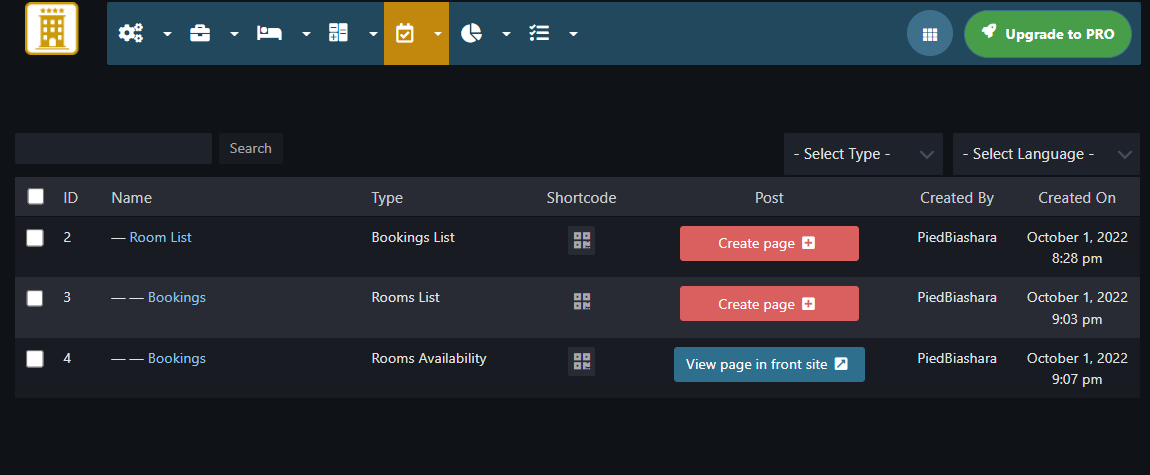 Upgrade to PRO
Search
- Select Type -
- Select Language -
ID Name Type Shortcode Post Created By Created On
2 — Room List Bookings List Create page PiedBiashara October 1, 2022
8:28 pm
3 — — Bookings Rooms List Create page PiedBiashara October 1, 2022
9:03 pm
4 — — Bookings Rooms Availability View page in front site PiedBiashara October 1, 2022
9:07 pm